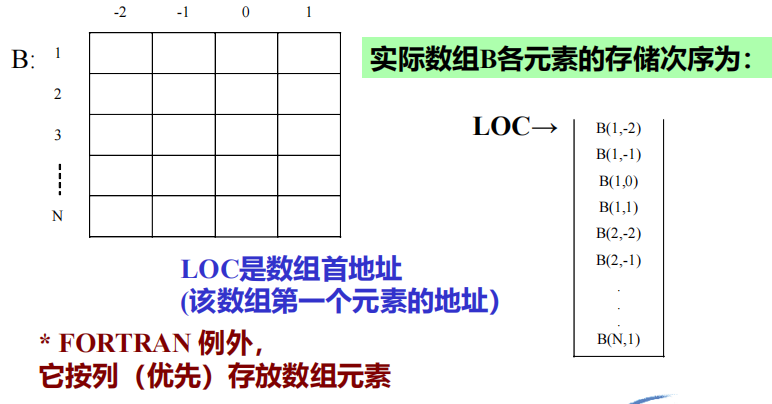 -2 -1 0 1
B:
1
2
3
N
实际数组B各元素的存储次序为：
LOC→
B(1,-2)
B(1,-1)
B(1,0)
B(1,1)
B(2,-2)
B(2,-1)
.
.
.
B(N,1)
LOC是数组首地址
(该数组第一个元素的地址）
* FORTRAN 例外，
它按列（优先）存放数组元素